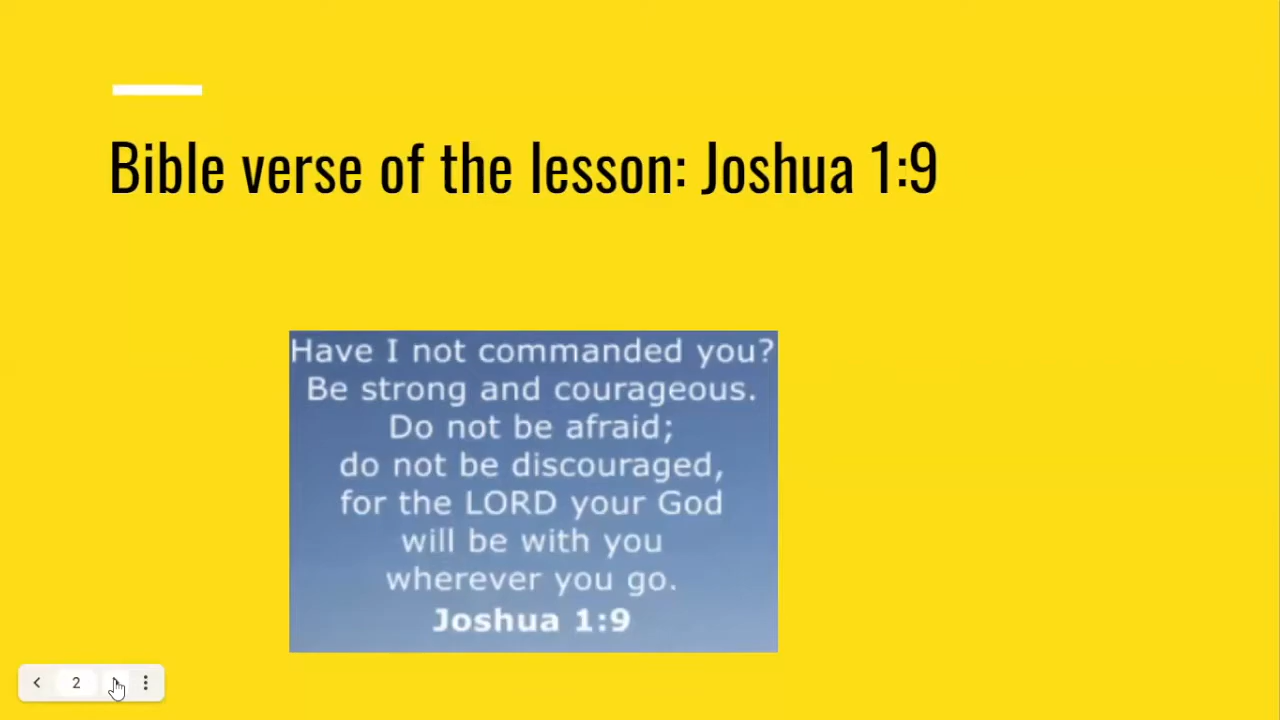 Bible verse of the lesson: Joshua 1:9
Have I not commanded you?
Be strong and courageous.
Do not be afraid;
do not be discouraged,
for the LORD your God
will be with you
wherever you go.
Joshua 1:9
2